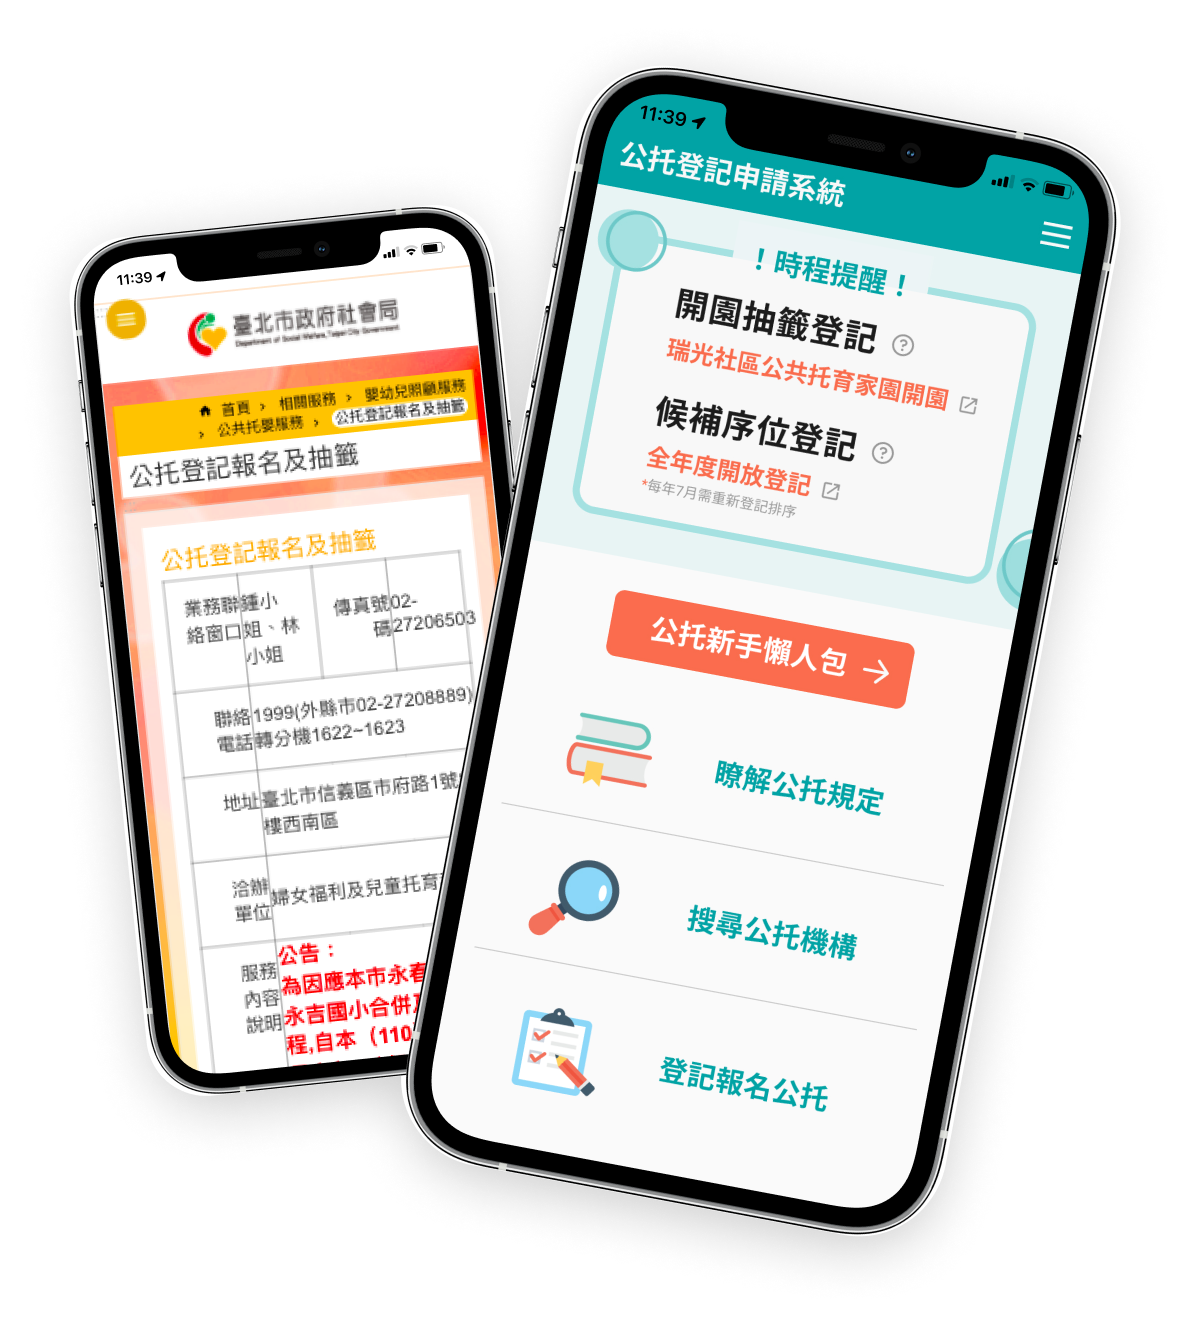 11:39
臺北市政府社會局
Department of Social Welfare, Taipei City Government
首頁 › 相關服務 › 嬰幼兒照顧服務
› 公共托嬰服務 › 公托登記報名及抽籤
公托登記報名及抽籤
公托登記報名及抽籤
業務聯絡窗口
鍾小姐、林小姐
傳真號碼
02-27206503
聯絡電話
1999(外縣市02-27208889)
轉分機1622~1623
地址
臺北市信義區市府路1號
樓西南區
洽辦單位
婦女福利及兒童托育
服務內容說明
公告：
為因應本市永春
永吉國小合併
程,自本（110
11:39
公托登記申請系統
！時程提醒！
開園抽籤登記 ?
瑞光社區公共托育家園開園
候補序位登記 ?
全年度開放登記
*每年7月需重新登記排序
公托新手懶人包 →
瞭解公托規定
搜尋公托機構
登記報名公托